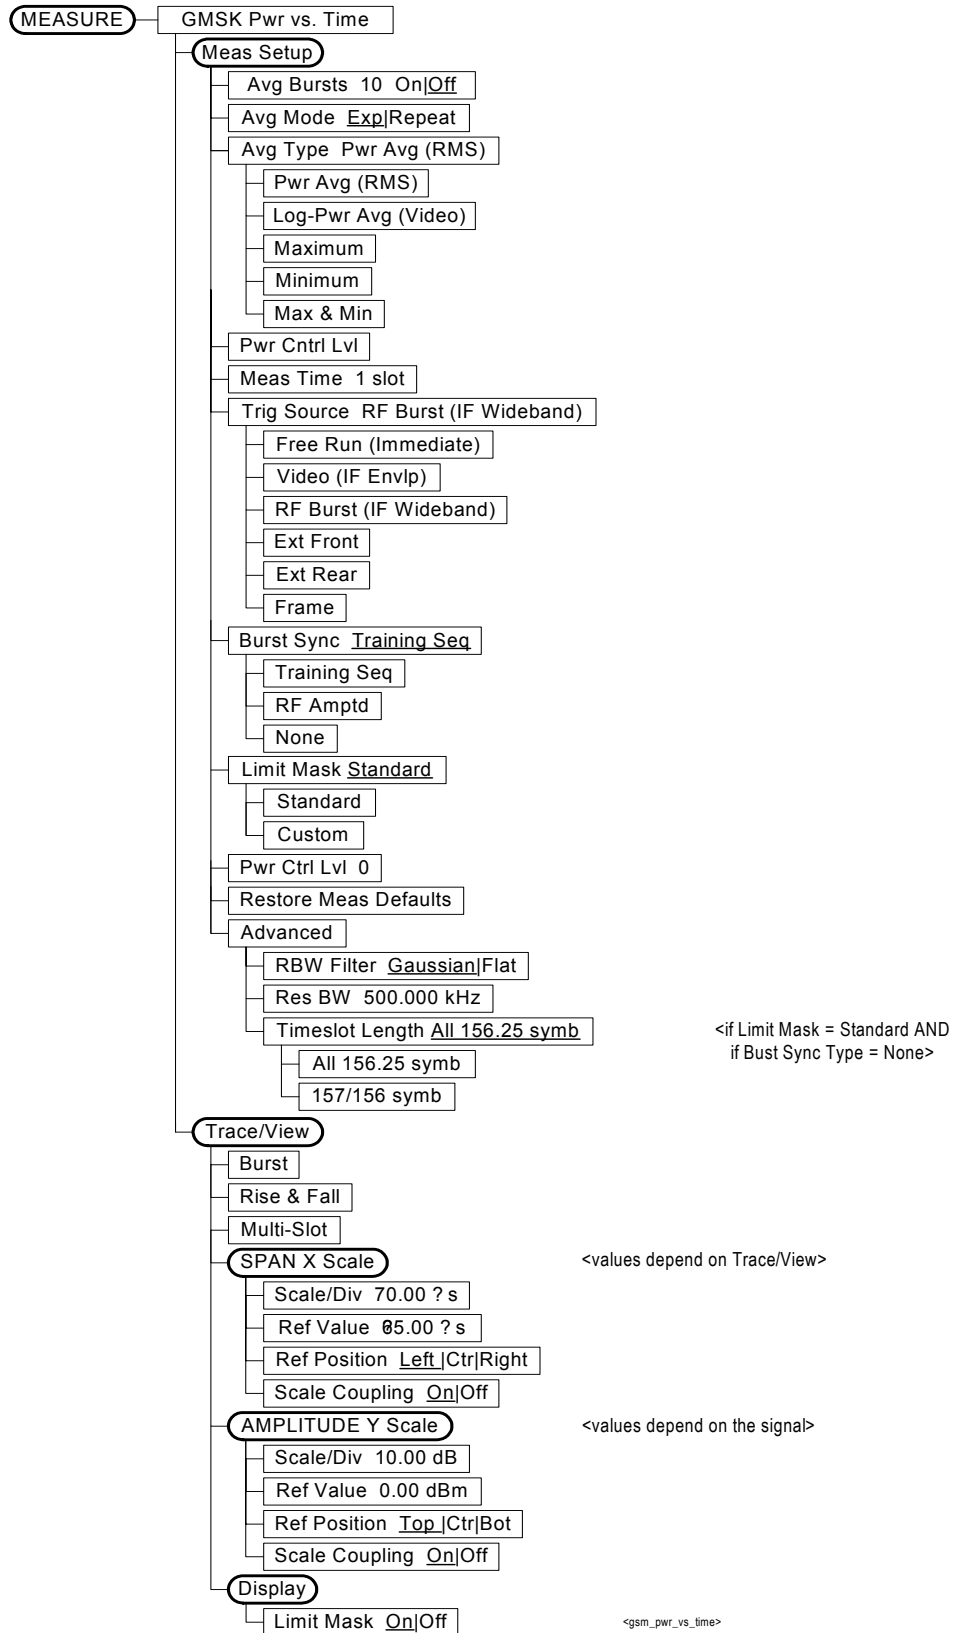 MEASURE GMSK Pwr vs. Time
Meas Setup
Avg Bursts 10 On|Off
Avg Mode Exp|Repeat
Avg Type Pwr Avg (RMS)
Pwr Avg (RMS)
Log-Pwr Avg (Video)
Maximum
Minimum
Max & Min
Pwr Cntrl Lvl
Meas Time 1 slot
Trig Source RF Burst (IF Wideband)
Free Run (Immediate)
Video (IF Envlp)
RF Burst (IF Wideband)
Ext Front
Ext Rear
Frame
Burst Sync Training Seq
Training Seq
RF Amptd
None
Limit Mask Standard
Standard
Custom
Pwr Ctrl Lvl 0
Restore Meas Defaults
Advanced
RBW Filter Gaussian|Flat
Res BW 500.000 kHz
Timeslot Length All 156.25 symb <if Limit Mask = Standard AND
if Bust Sync Type = None>
All 156.25 symb
157/156 symb
Trace/View
Burst
Rise & Fall
Multi-Slot
SPAN X Scale <values depend on Trace/View>
Scale/Div 70.00 ? s
Ref Value ? s
Ref Position Left |Ctr|Right
Scale Coupling On|Off
AMPLITUDE Y Scale <values depend on the signal>
Scale/Div 10.00 dB
Ref Value 0.00 dBm
Ref Position Top |Ctr|Bot
Scale Coupling On|Off
Display
Limit Mask On|Off <gsm_pwr_vs_time>